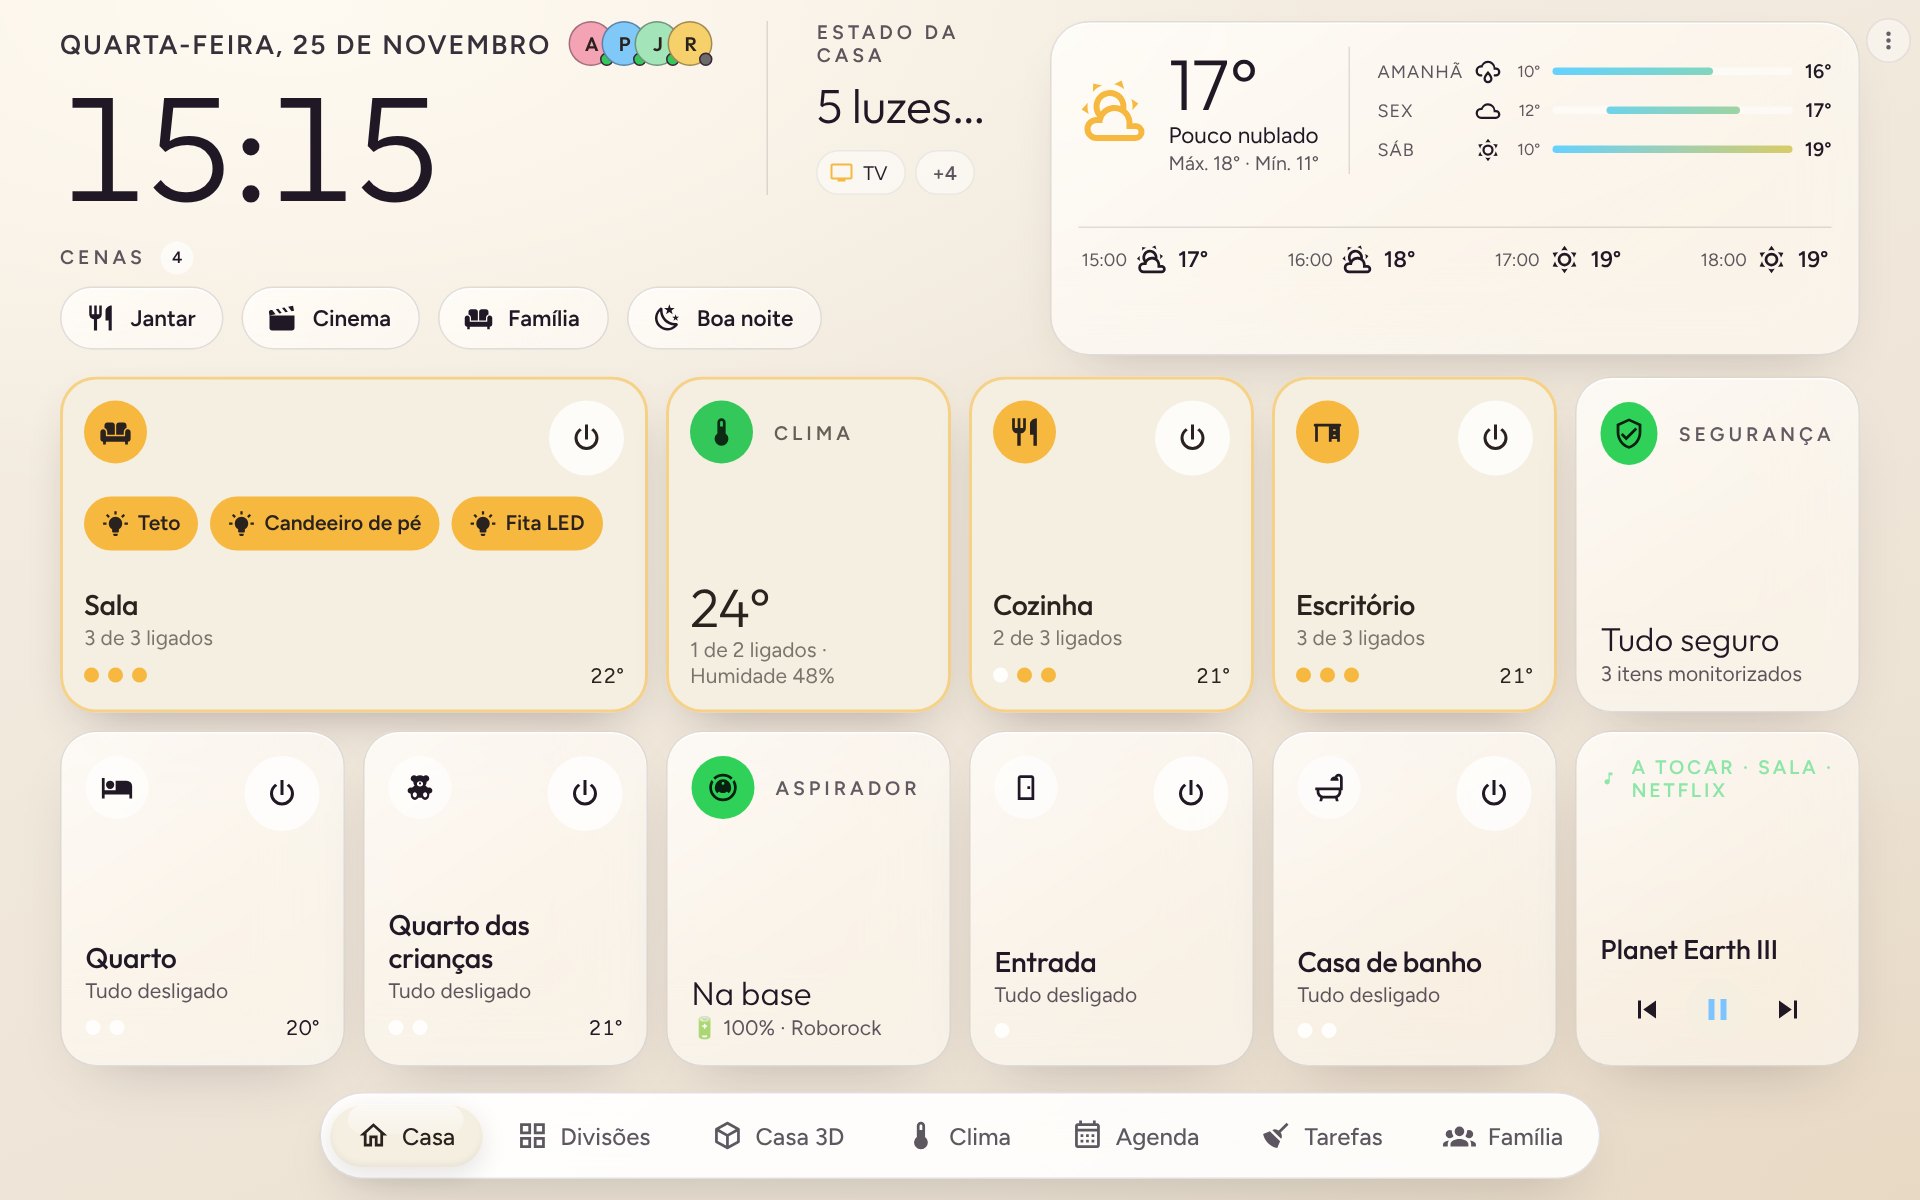 QUARTA-FEIRA, 25 DE NOVEMBRO
A P J R
15:15
ESTADO DA
CASA
5 luzes...
TV
+4
17°
Pouco nublado
Máx. 18° · Mín. 11°
AMANHÃ 10° 16°
SEX 12° 17°
SÁB 10° 19°
15:00 17°
16:00 18°
17:00 19°
18:00 19°
CENAS 4
Jantar
Cinema
Família
Boa noite
Teto
Candeeiro de pé
Fita LED
Sala
3 de 3 ligados
22°
CLIMA
24°
1 de 2 ligados ·
Humidade 48%
Cozinha
2 de 3 ligados
21°
Escritório
3 de 3 ligados
21°
SEGURANÇA
Tudo seguro
3 itens monitorizados
Quarto
Tudo desligado
20°
Quarto das
crianças
Tudo desligado
21°
ASPIRADOR
Na base
100% · Roborock
Entrada
Tudo desligado
Casa de banho
Tudo desligado
A TOCAR · SALA ·
NETFLIX
Planet Earth III
Casa
Divisões
Casa 3D
Clima
Agenda
Tarefas
Família